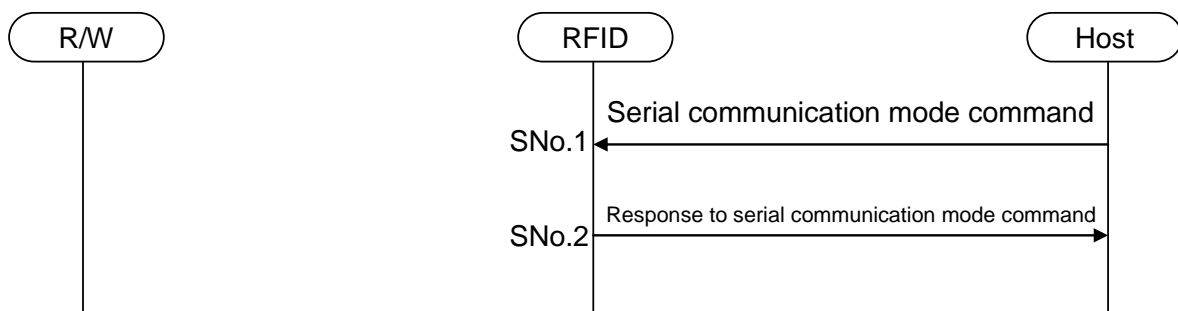 R/W
RFID
Host
Serial communication mode command
SNo.1
Response to serial communication mode command
SNo.2